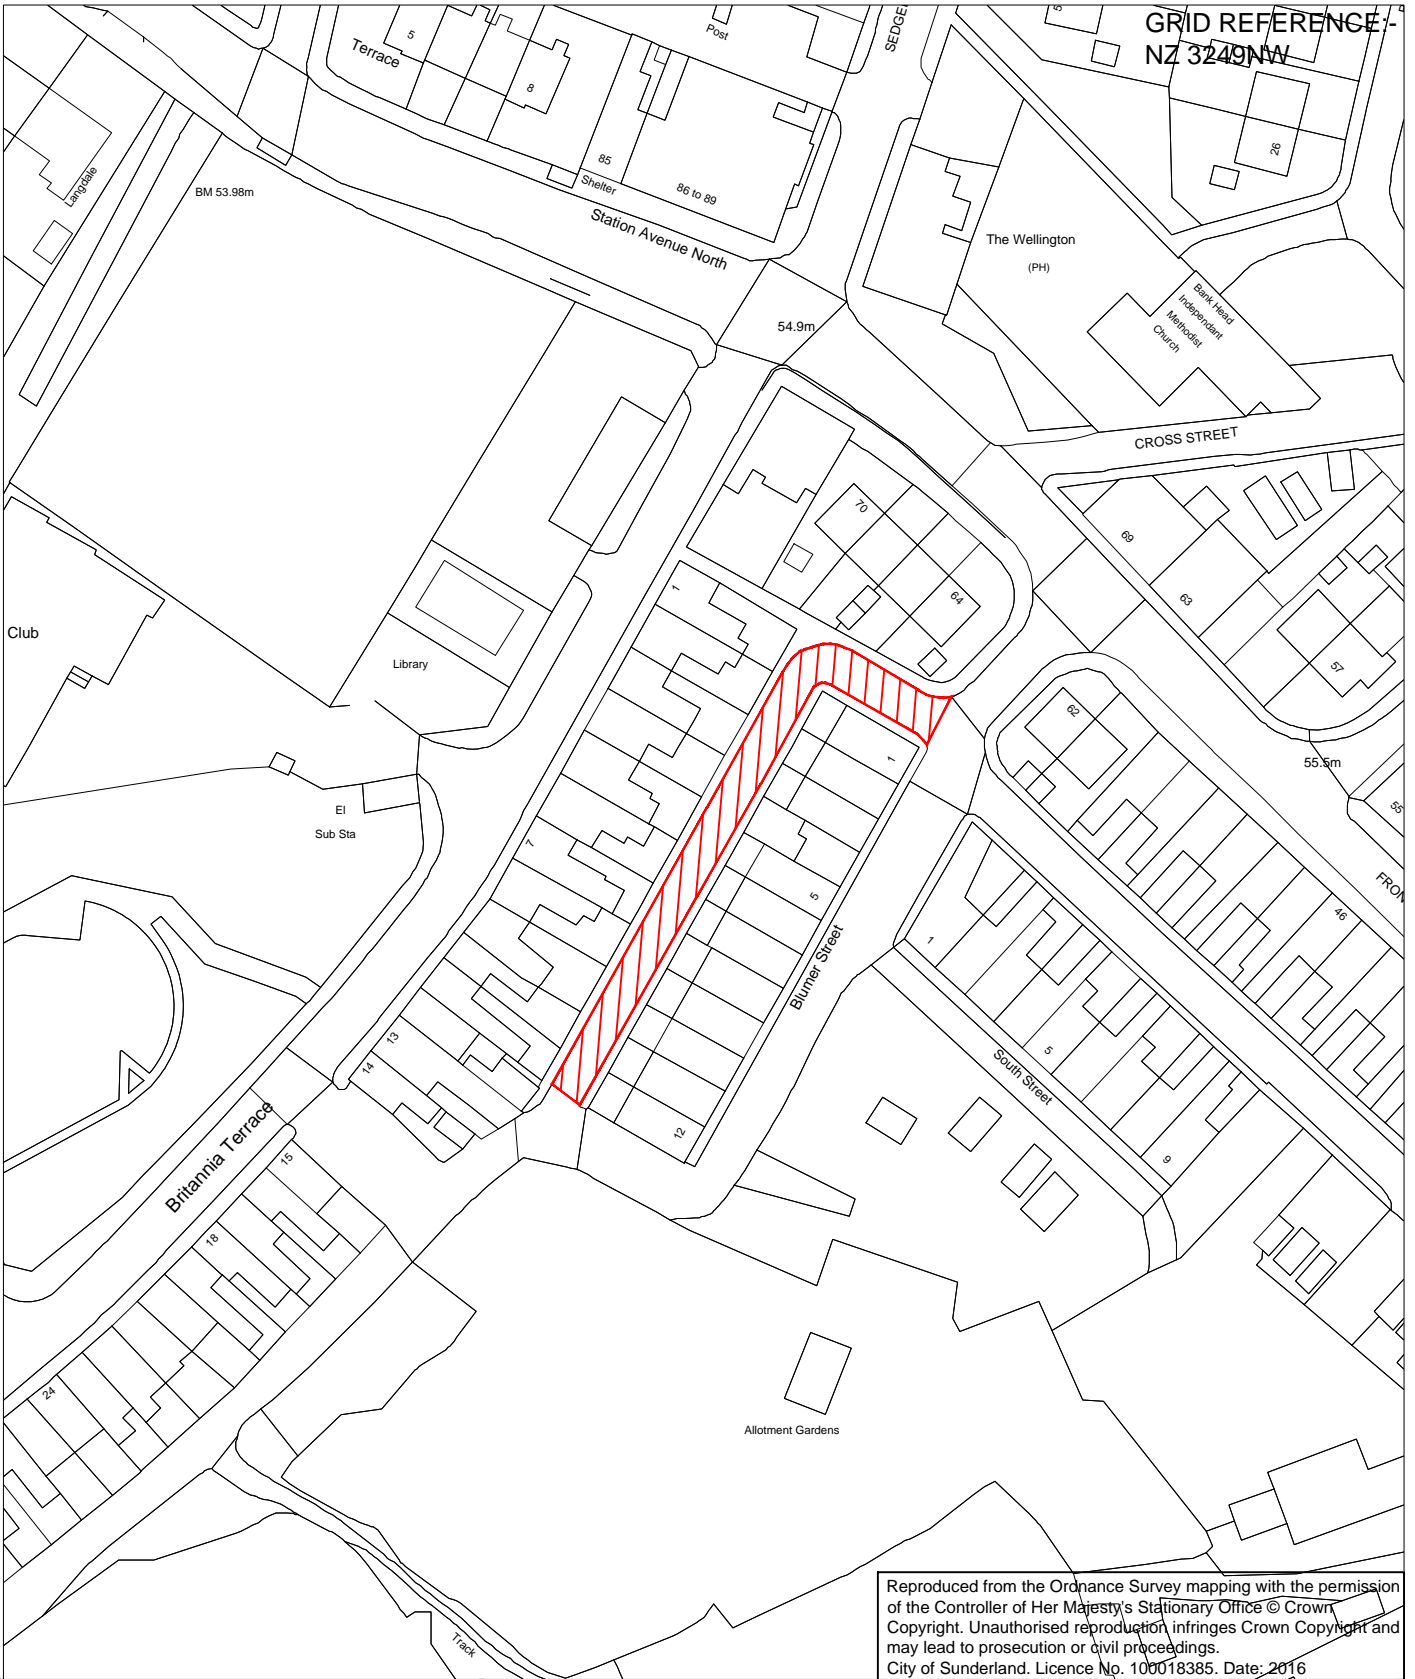 GRID REFERENCE:-
NZ 3249NW
5
Post
SEDGE
5
Terrace
8
26
85
Shelter
86 to 89
Langdale
BM 53.98m
Station Avenue North
The Wellington
(PH)
Bank Head
Independant
Methodist
Church
54.9m
CROSS STREET
70
69
64
63
1
Club
Library
57
62
55.5m
1
El
Sub Sta
55
7
5
FRON
46
1
Blumer Street
13
14
5
South Street
Britannia Terrace
12
15
9
18
24
Allotment Gardens
Track
Reproduced from the Ordnance Survey mapping with the permission
of the Controller of Her Majesty's Stationary Office © Crown
Copyright. Unauthorised reproduction infringes Crown Copyright and
may lead to prosecution or civil proceedings.
City of Sunderland. Licence No. 100018385. Date: 2016